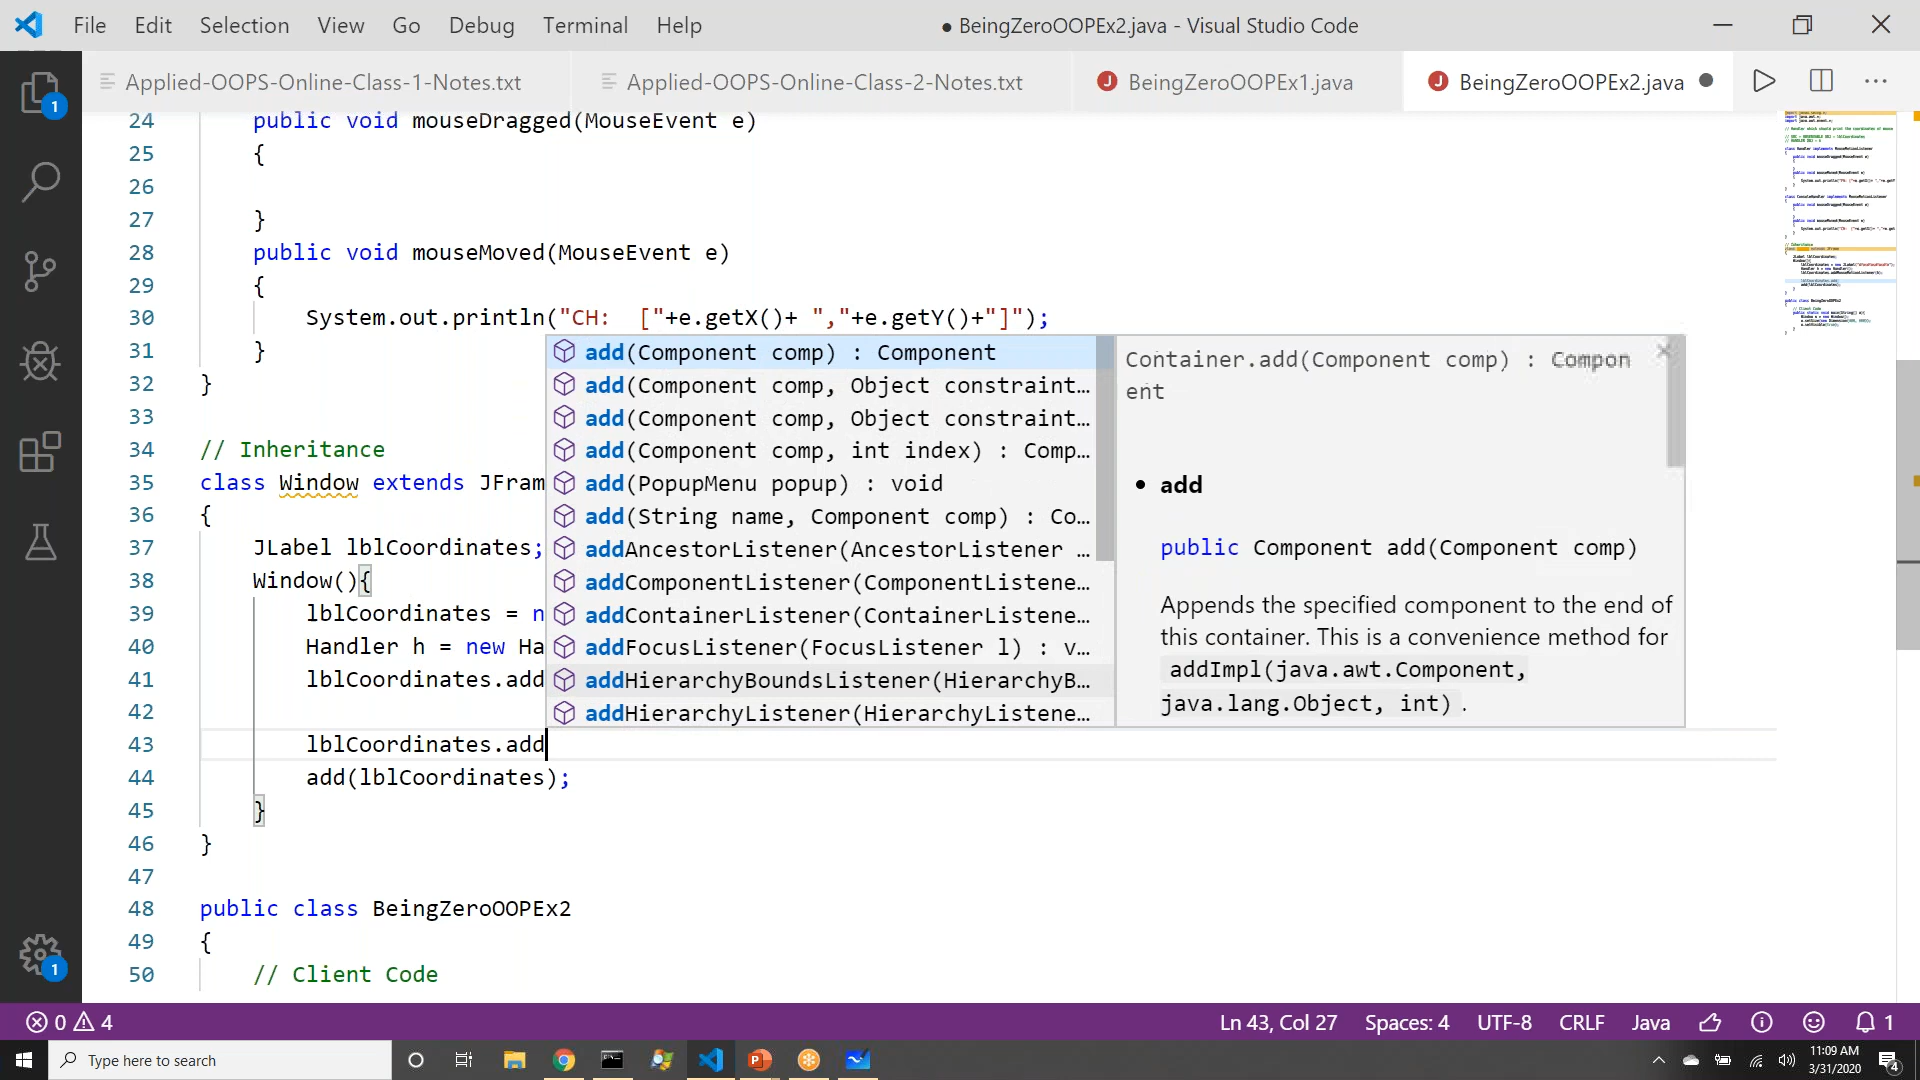 File Edit Selection View Go Debug Terminal Help
● BeingZeroOOPEx2.java - Visual Studio Code
Applied-OOPS-Online-Class-1-Notes.txt
Applied-OOPS-Online-Class-2-Notes.txt
J BeingZeroOOPEx1.java
J BeingZeroOOPEx2.java ●
24 public void mouseDragged(MouseEvent e)
25 {
26
27 }
28 public void mouseMoved(MouseEvent e)
29 {
30 System.out.println("CH:  ["+e.getX()+ ","+e.getY()+"]");
31 }
32 }
33
34 // Inheritance
35 class Window extends JFram
36 {
37 JLabel lblCoordinates;
38 Window(){
39 lblCoordinates = n
40 Handler h = new Ha
41 lblCoordinates.add
42
43 lblCoordinates.add
44 add(lblCoordinates);
45 }
46 }
47
48 public class BeingZeroOOPEx2
49 {
50 // Client Code
add(Component comp) : Component
add(Component comp, Object constraint...
add(Component comp, Object constraint...
add(Component comp, int index) : Comp...
add(PopupMenu popup) : void
add(String name, Component comp) : Co...
addAncestorListener(AncestorListener ...
addComponentListener(ComponentListene...
addContainerListener(ContainerListene...
addFocusListener(FocusListener l) : v...
addHierarchyBoundsListener(HierarchyB...
addHierarchyListener(HierarchyListene...
Container.add(Component comp) : Compon
ent
• add
public Component add(Component comp)
Appends the specified component to the end of
this container. This is a convenience method for
addImpl(java.awt.Component,
java.lang.Object, int) .
1
1
0 4
Ln 43, Col 27 Spaces: 4 UTF-8 CRLF Java 1
Type here to search
11:09 AM
3/31/2020
4